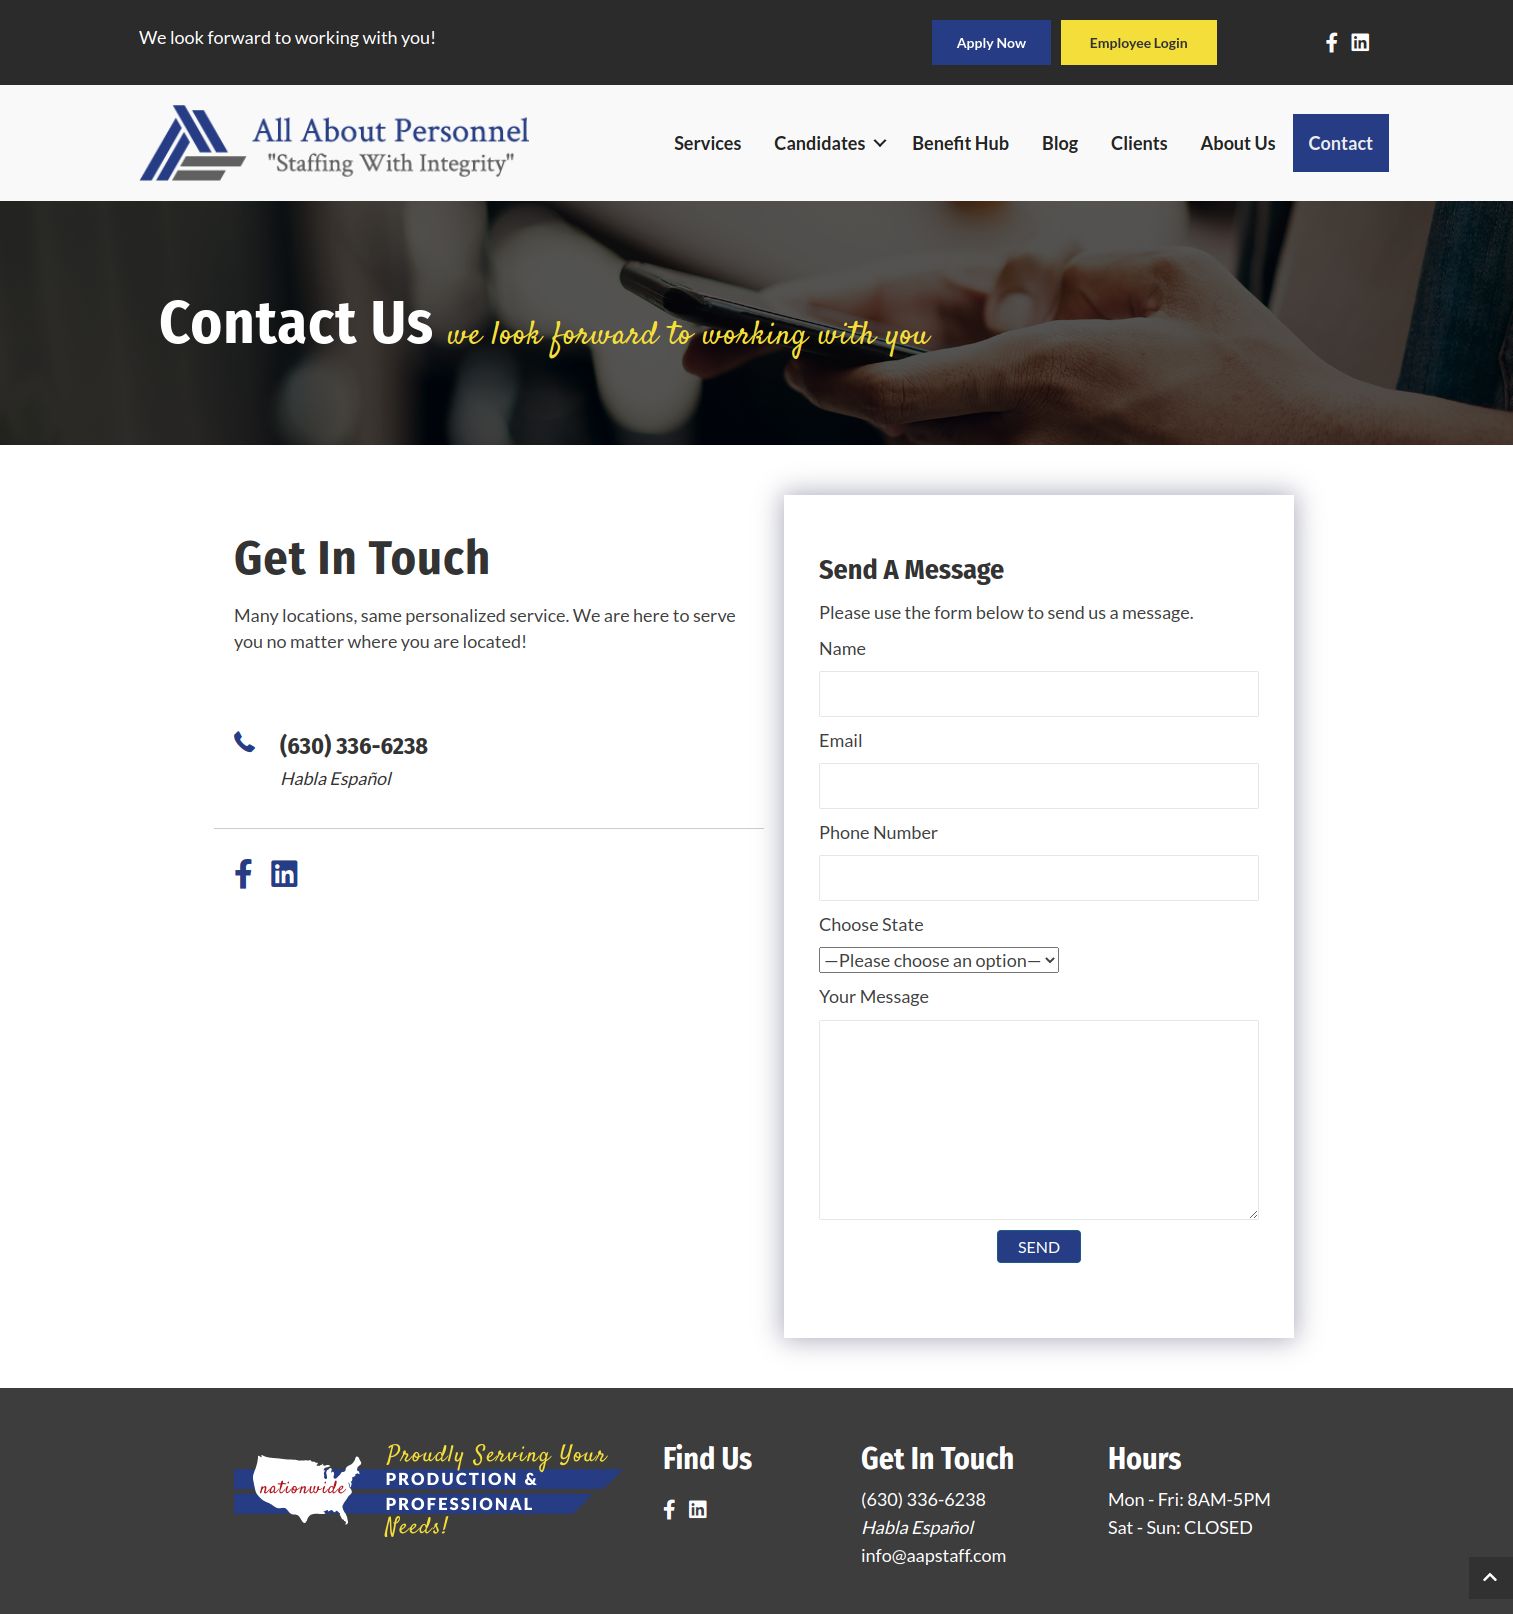 We look forward to working with you!
Apply Now
Employee Login
All About Personnel
"Staffing With Integrity"
Services
Candidates
Benefit Hub
Blog
Clients
About Us
Contact
Contact Us we look forward to working with you
Get In Touch
Many locations, same personalized service. We are here to serve
you no matter where you are located!
(630) 336-6238
Habla Español
Send A Message
Please use the form below to send us a message.
Name
Email
Phone Number
Choose State
—Please choose an option—
Your Message
SEND
nationwide
Proudly Serving Your
PRODUCTION &
PROFESSIONAL
Needs!
Find Us
Get In Touch
(630) 336-6238
Habla Español
info@aapstaff.com
Hours
Mon - Fri: 8AM-5PM
Sat - Sun: CLOSED